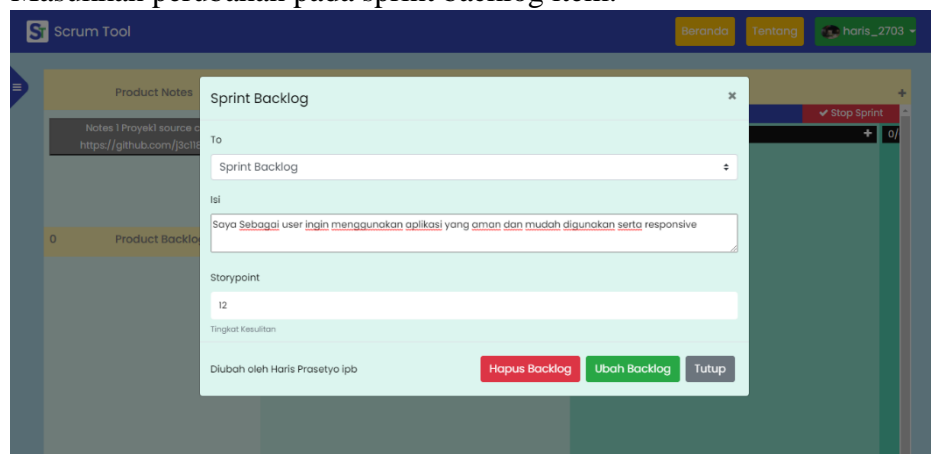 Masukkan perubahan pada sprint backlog item.
ST Scrum Tool
Beranda
Tentang
haris_2703
Product Notes
Notes 1 Proyek1 source c
https://github.com/j3c118
Stop Sprint
0/
0 Product Backlo
Sprint Backlog
To
Sprint Backlog
Isi
Saya Sebagai user ingin menggunakan aplikasi yang aman dan mudah digunakan serta responsive
Storypoint
12
Tingkat Kesulitan
Diubah oleh Haris Prasetyo ipb
Hapus Backlog
Ubah Backlog
Tutup